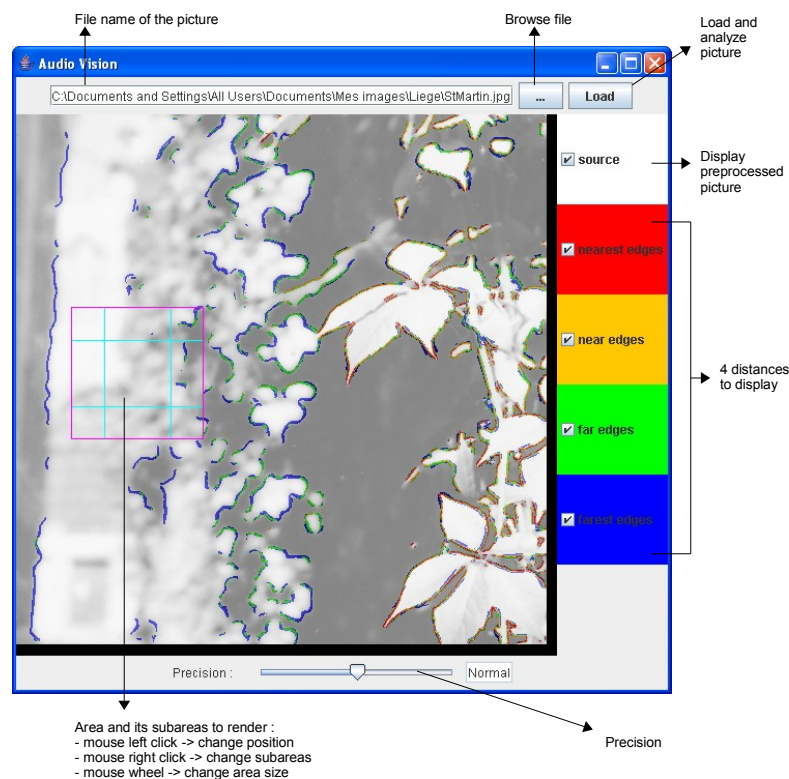 File name of the picture
Browse file
Load and
analyze
picture
Audio Vision
C:\Documents and Settings\All Users\Documents\Mes images\Liege\StMartin.jpg
...
Load
source
Display
preprocessed
picture
nearest edges
near edges
4 distances
to display
far edges
farest edges
Precision :
Normal
Area and its subareas to render :
- mouse left click -> change position
- mouse right click -> change subareas
- mouse wheel -> change area size
Precision